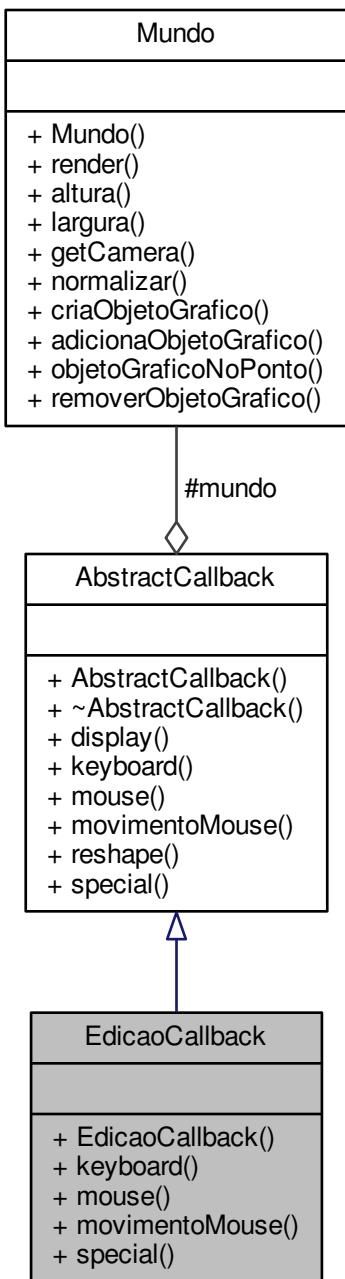 Mundo
+ Mundo()
+ render()
+ altura()
+ largura()
+ getCamera()
+ normalizar()
+ criaObjetoGrafico()
+ adicionaObjetoGrafico()
+ objetoGraficoNoPonto()
+ removerObjetoGrafico()
#mundo
AbstractCallback
+ AbstractCallback()
+ ~AbstractCallback()
+ display()
+ keyboard()
+ mouse()
+ movimentoMouse()
+ reshape()
+ special()
EdicaoCallback
+ EdicaoCallback()
+ keyboard()
+ mouse()
+ movimentoMouse()
+ special()